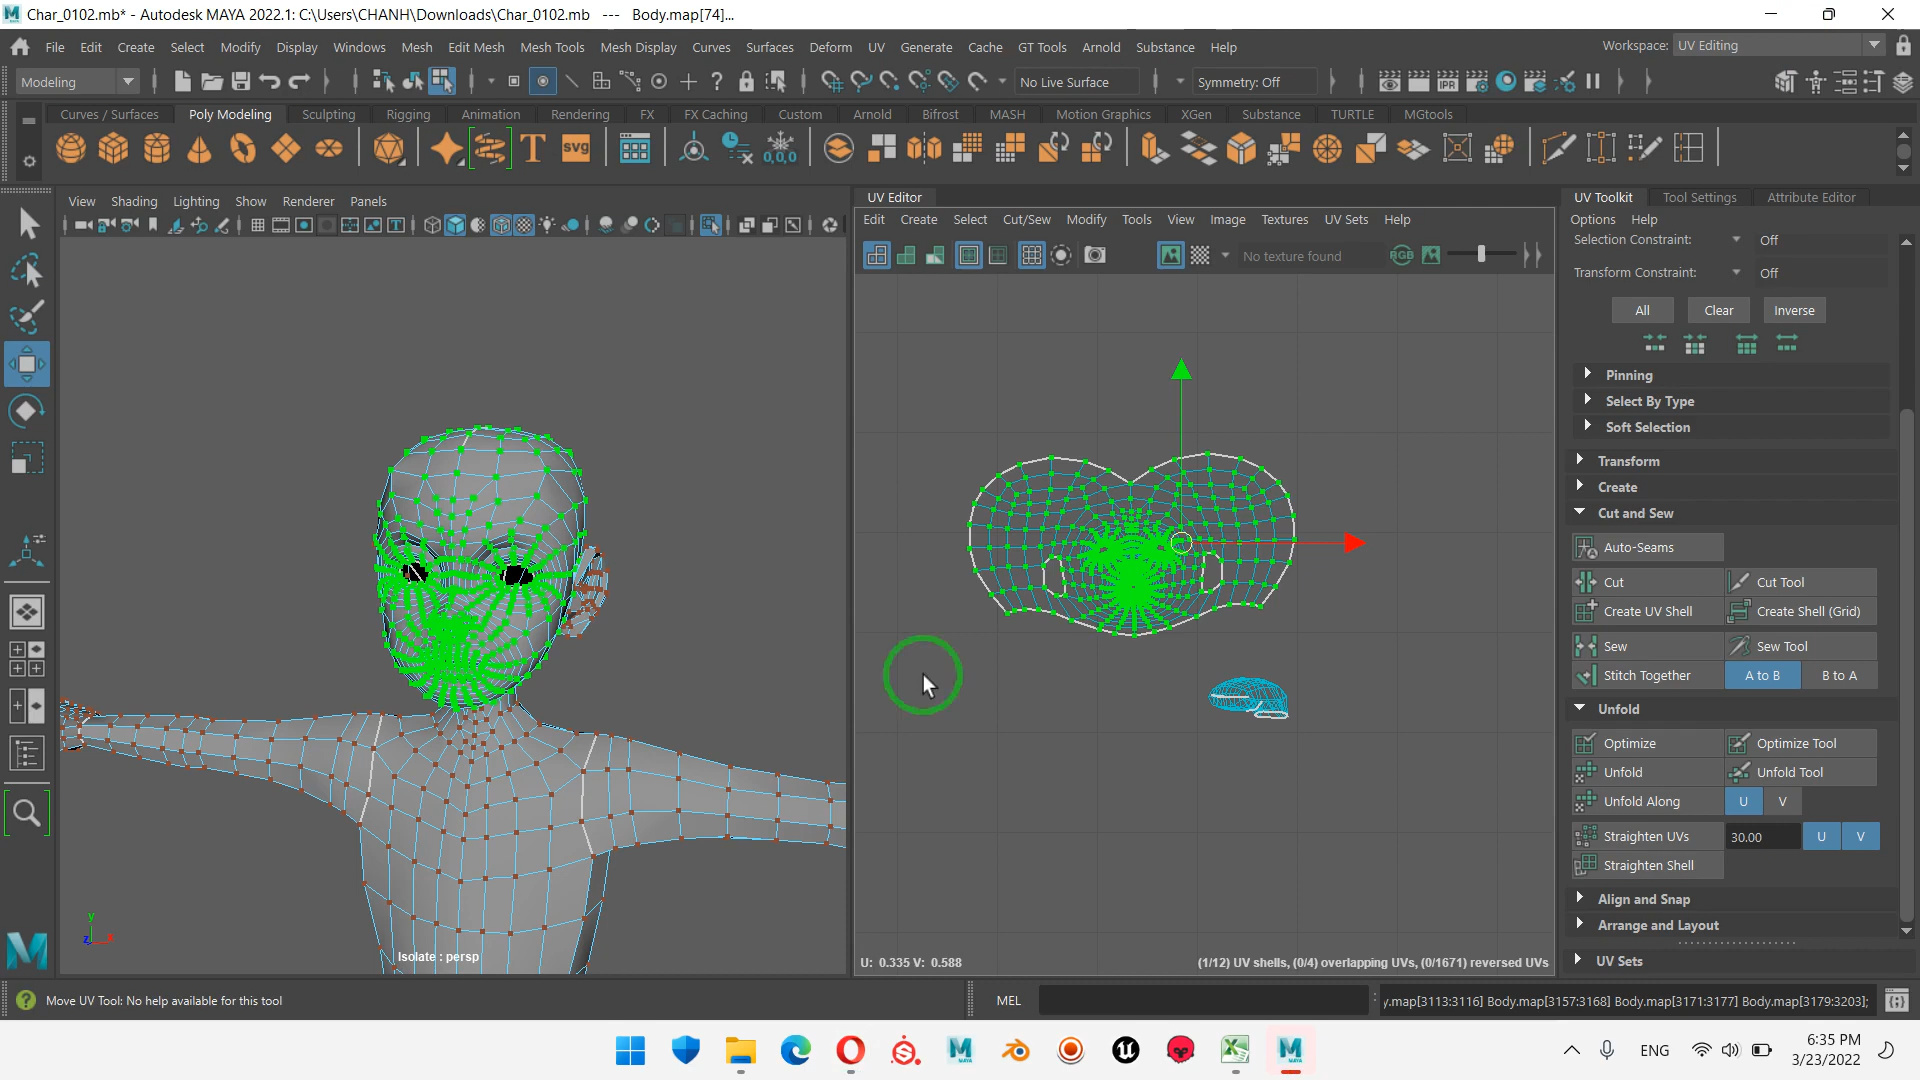 Char_0102.mb* - Autodesk MAYA 2022.1: C:\Users\CHANH\Downloads\Char_0102.mb --- Body.map[74]...
File Edit Create Select Modify Display Windows Mesh Edit Mesh Mesh Tools Mesh Display Curves Surfaces Deform UV Generate Cache GT Tools Arnold Substance Help
Workspace: UV Editing
Modeling
No Live Surface
Symmetry: Off
IPR
Curves / Surfaces Poly Modeling Sculpting Rigging Animation Rendering FX FX Caching Custom Arnold Bifrost MASH Motion Graphics XGen Substance TURTLE MGtools
T
SVG
0,0,0
View Shading Lighting Show Renderer Panels
UV Editor
Edit Create Select Cut/Sew Modify Tools View Image Textures UV Sets Help
No texture found
RGB
UV Toolkit Tool Settings Attribute Editor
Options Help
Selection Constraint: Off
Transform Constraint: Off
All Clear Inverse
Pinning
Select By Type
Soft Selection
Transform
Create
Cut and Sew
Auto-Seams
Cut Cut Tool
Create UV Shell Create Shell (Grid)
Sew Sew Tool
Stitch Together A to B B to A
Unfold
Optimize Optimize Tool
Unfold Unfold Tool
Unfold Along U V
Straighten UVs 30.00 U V
Straighten Shell
Align and Snap
Arrange and Layout
UV Sets
y
z
Isolate : persp
U: 0.335 V: 0.588
(1/12) UV shells, (0/4) overlapping UVs, (0/1671) reversed UVs
Move UV Tool: No help available for this tool
MEL
y.map[3113:3116] Body.map[3157:3168] Body.map[3171:3177] Body.map[3179:3203];
ENG
6:35 PM
3/23/2022